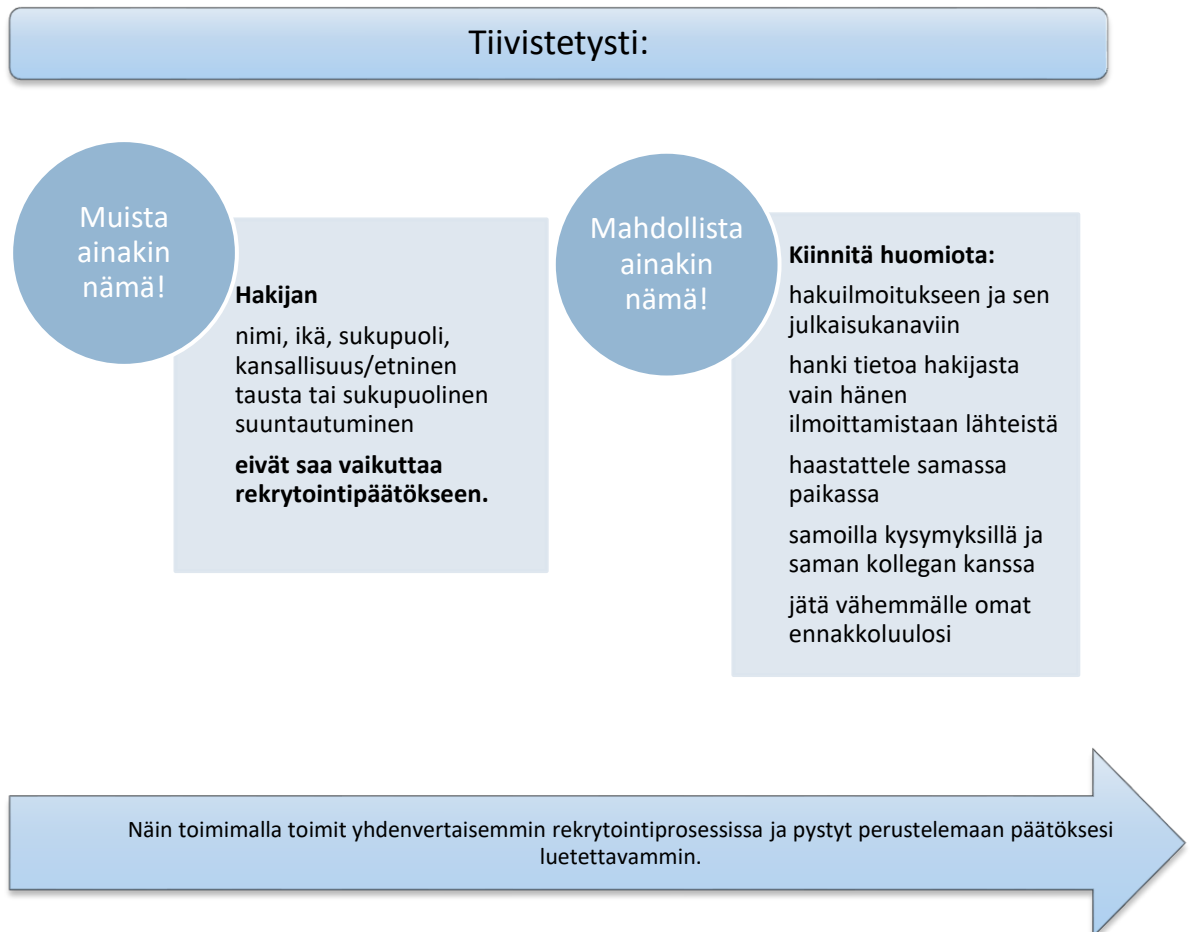 Tiivistetysti:
Muista
ainakin
nämä!
Hakijan
nimi, ikä, sukupuoli,
kansallisuus/etninen
tausta tai sukupuolinen
suuntautuminen
eivät saa vaikuttaa
rekrytointipäätökseen.
Mahdollista
ainakin
nämä!
Kiinnitä huomiota:
hakuilmoitukseen ja sen
julkaisukanaviin
hanki tietoa hakijasta
vain hänen
ilmoittamistaan lähteistä
haastattele samassa
paikassa
samoilla kysymyksillä ja
saman kollegan kanssa
jätä vähemmälle omat
ennakkoluulosi
Näin toimimalla toimit yhdenvertaisemmin rekrytointiprosessissa ja pystyt perustelemaan päätöksesi
luetettavammin.